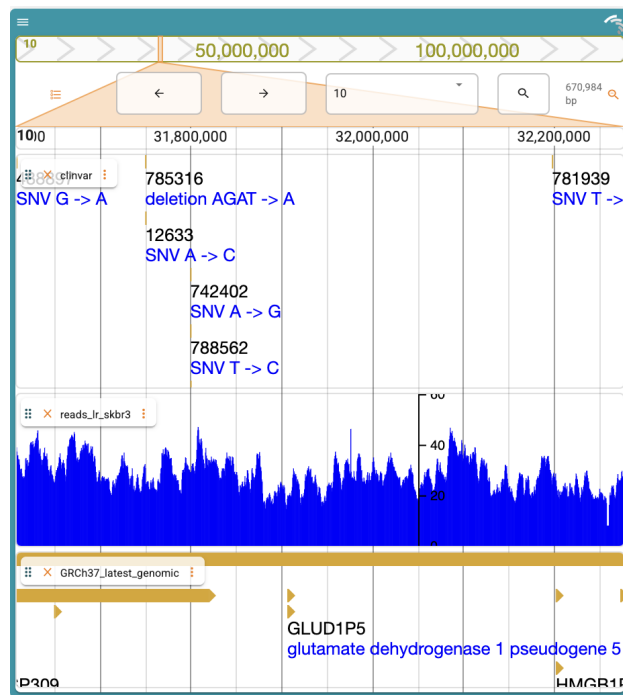 10
50,000,000
100,000,000
10
670,984
bp
10
31,800,000
32,000,000
32,200,000
clinvar
SNV G -> A
785316
deletion AGAT -> A
12633
SNV A -> C
742402
SNV A -> G
788562
SNV T -> C
781939
SNV T ->
reads_lr_skbr3
60
40
20
0
GRCh37_latest_genomic
GLUD1P5
glutamate dehydrogenase 1 pseudogene 5
HMGB1P